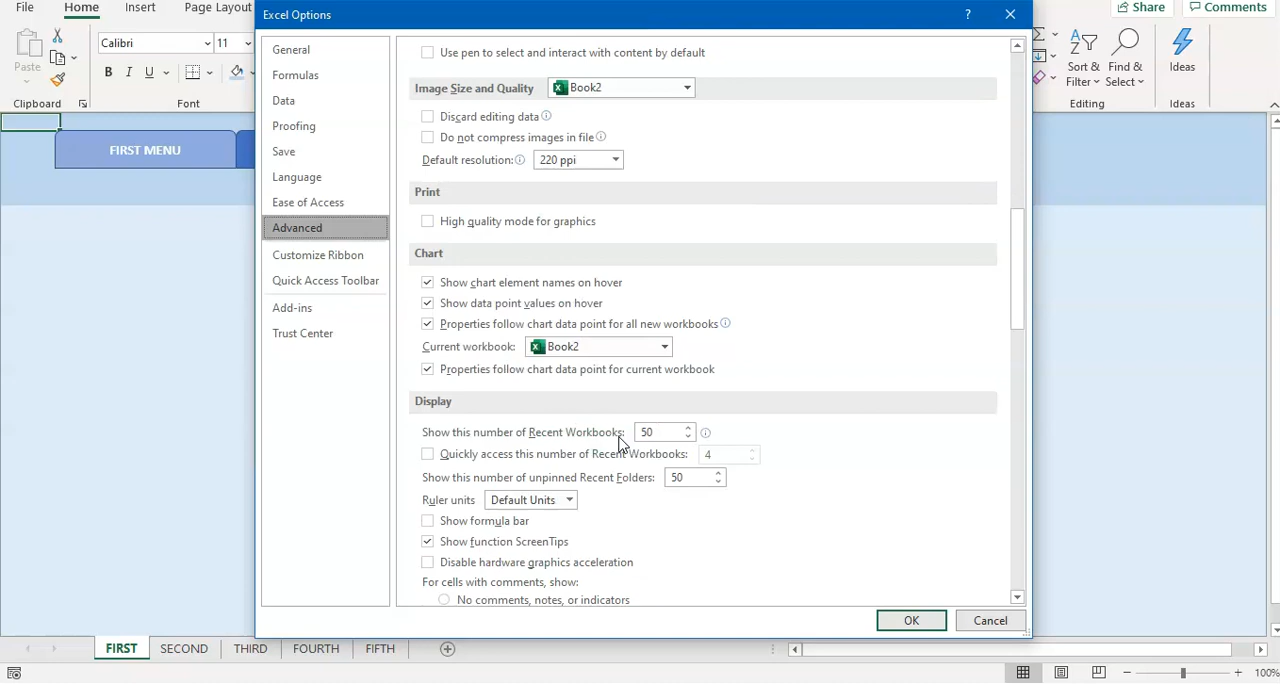 File Home Insert Page Layout
Excel Options
? 
Share Comments
Paste
Calibri 11
B I U
Clipboard Font
Sort & Filter
Find & Select
Ideas
Editing Ideas
FIRST MENU
General
Formulas
Data
Proofing
Save
Language
Ease of Access
Advanced
Customize Ribbon
Quick Access Toolbar
Add-ins
Trust Center
Use pen to select and interact with content by default
Image Size and Quality Book2
Discard editing data
Do not compress images in file
Default resolution: 220 ppi
Print
High quality mode for graphics
Chart
Show chart element names on hover
Show data point values on hover
Properties follow chart data point for all new workbooks
Current workbook: Book2
Properties follow chart data point for current workbook
Display
Show this number of Recent Workbooks: 50
Quickly access this number of Recent Workbooks: 4
Show this number of unpinned Recent Folders: 50
Ruler units Default Units
Show formula bar
Show function ScreenTips
Disable hardware graphics acceleration
For cells with comments, show:
No comments, notes, or indicators
OK Cancel
FIRST SECOND THIRD FOURTH FIFTH
100%